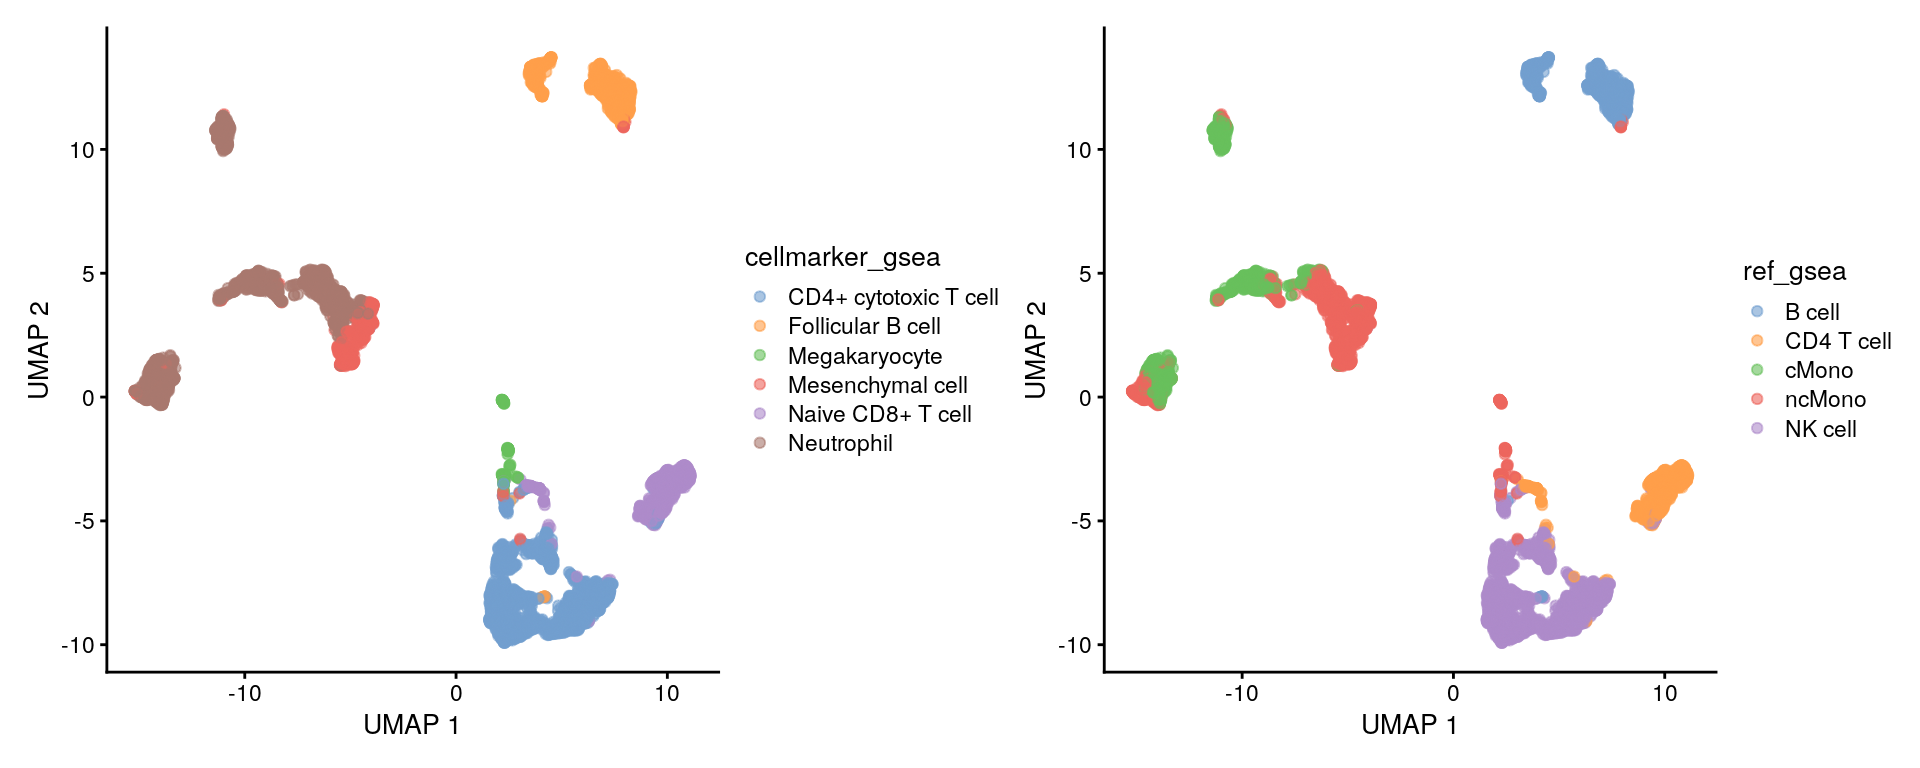 10
5
0
-5
-10
UMAP 2
-10
0
10
UMAP 1
cellmarker_gsea
CD4+ cytotoxic T cell
Follicular B cell
Megakaryocyte
Mesenchymal cell
Naive CD8+ T cell
Neutrophil
10
5
0
-5
-10
UMAP 2
-10
0
10
UMAP 1
ref_gsea
B cell
CD4 T cell
cMono
ncMono
NK cell